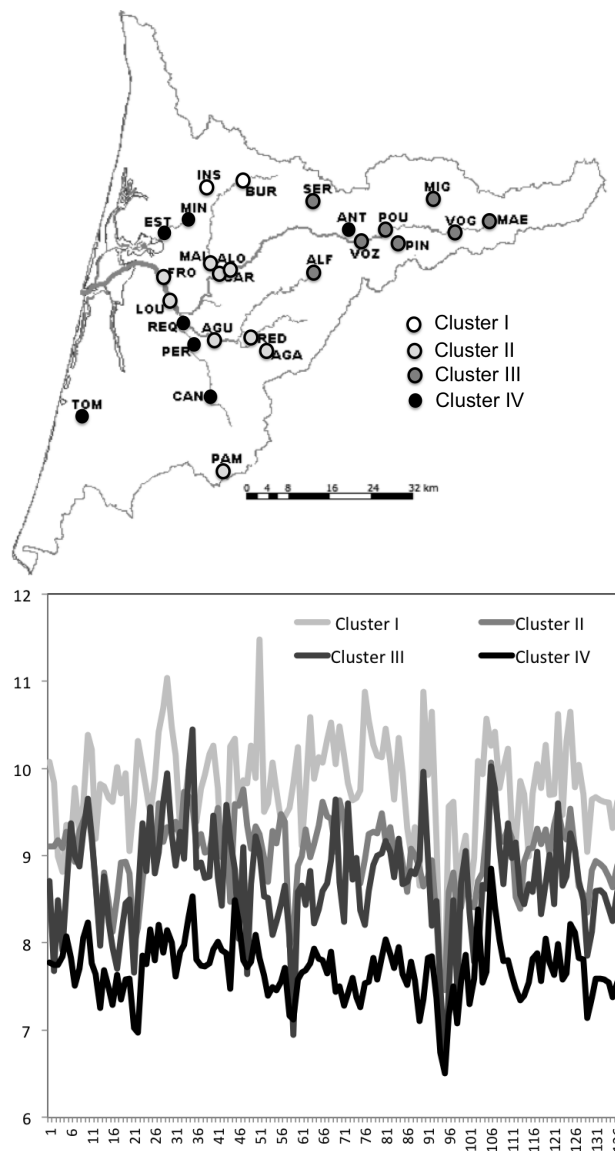 INS
BUR
SER
MIG
MIN
EST
ANT
POU
VOG
MAE
VOZ
PIN
MAI
ALO
CAR
ALF
FRO
LOU
REQ
AGU
RED
PER
AGA
CAN
TOM
PAM
Cluster I
Cluster II
Cluster III
Cluster IV
0 4 8 16 24 32 km
12
11
10
9
8
7
6
Cluster I
Cluster II
Cluster III
Cluster IV
1 6 11 16 21 26 31 36 41 46 51 56 61 66 71 76 81 86 91 96 101 106 111 116 121 126 131